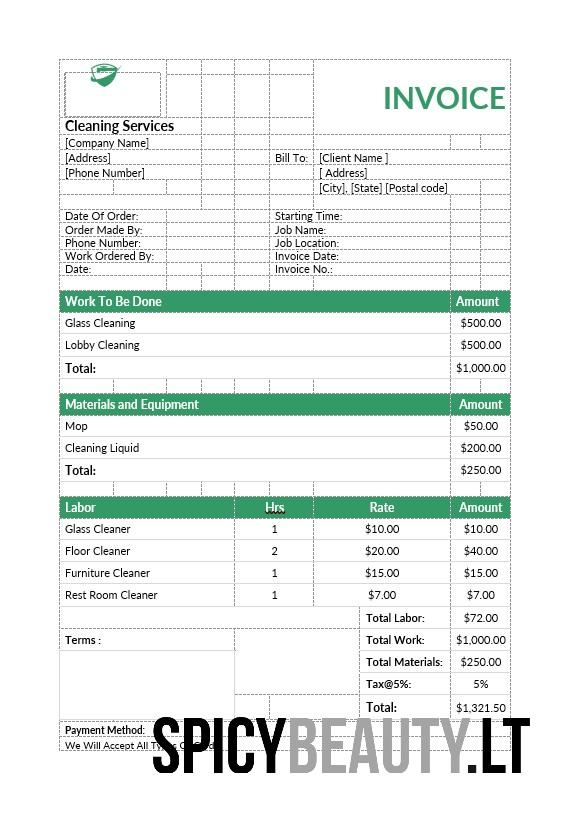 INVOICE
Cleaning Services
[Company Name]
[Address] Bill To: [Client Name ]
[Phone Number] [ Address]
[City], [State] [Postal code]
Date Of Order: Starting Time:
Order Made By: Job Name:
Phone Number: Job Location:
Work Ordered By: Invoice Date:
Date: Invoice No.:
Work To Be Done Amount
Glass Cleaning $500.00
Lobby Cleaning $500.00
Total: $1,000.00
Materials and Equipment Amount
Mop $50.00
Cleaning Liquid $200.00
Total: $250.00
Labor Hrs Rate Amount
Glass Cleaner 1 $10.00 $10.00
Floor Cleaner 2 $20.00 $40.00
Furniture Cleaner 1 $15.00 $15.00
Rest Room Cleaner 1 $7.00 $7.00
Total Labor: $72.00
Terms : Total Work: $1,000.00
Total Materials: $250.00
Tax@5%: 5%
Total: $1,321.50
Payment Method:
We Will Accept All
SPICYBEAUTY.LT